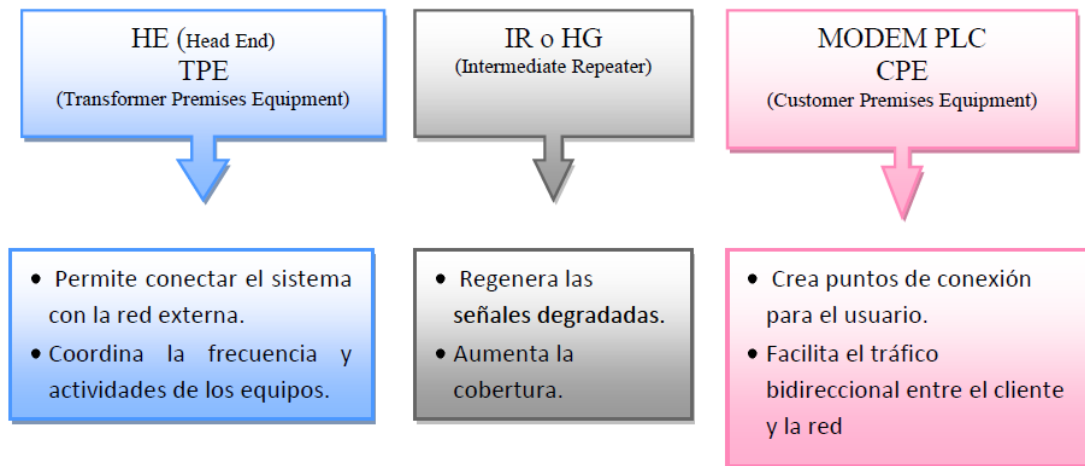 HE (Head End)
TPE
(Transformer Premises Equipment)
IR o HG
(Intermediate Repeater)
MODEM PLC
CPE
(Customer Premises Equipment)
• Permite conectar el sistema
con la red externa.
• Coordina la frecuencia y
actividades de los equipos.
• Regenera las
señales degradadas.
• Aumenta la
cobertura.
• Crea puntos de conexión
para el usuario.
• Facilita el tráfico
bidireccional entre el cliente
y la red